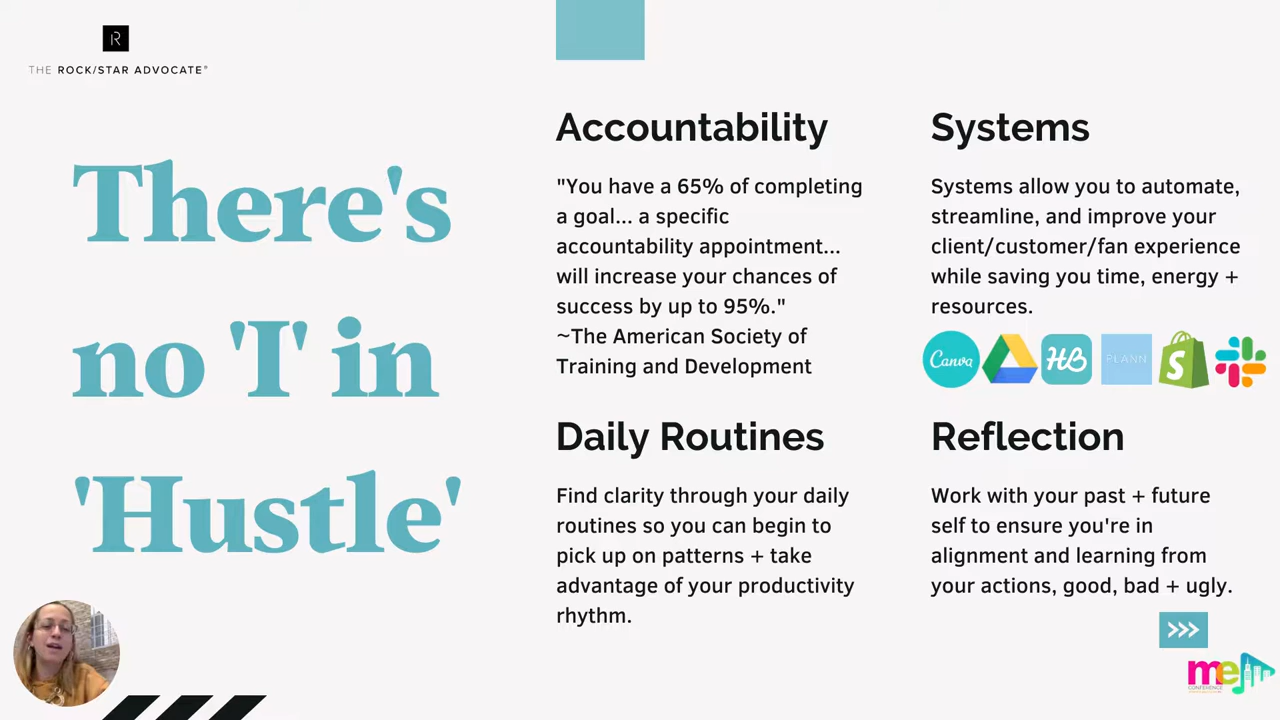 R
THE ROCK/STAR ADVOCATE®
There's
no 'I' in
'Hustle'
Accountability
"You have a 65% of completing
a goal... a specific
accountability appointment...
will increase your chances of
success by up to 95%."
~The American Society of
Training and Development
Systems
Systems allow you to automate,
streamline, and improve your
client/customer/fan experience
while saving you time, energy +
resources.
Canva
HB
PLANN
S
Daily Routines
Find clarity through your daily
routines so you can begin to
pick up on patterns + take
advantage of your productivity
rhythm.
Reflection
Work with your past + future
self to ensure you're in
alignment and learning from
your actions, good, bad + ugly.
>>>
me
CONFERENCE